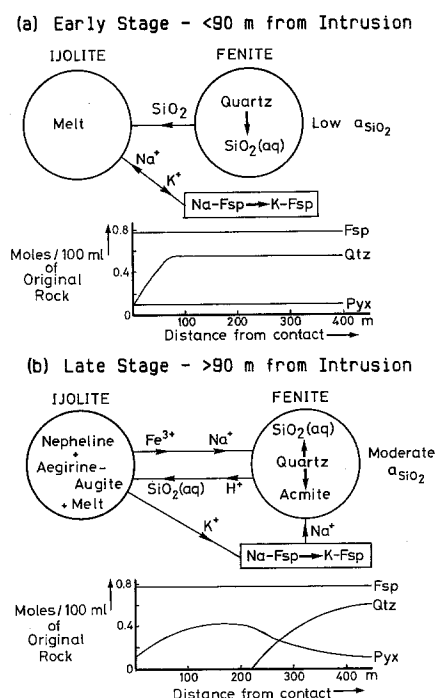 (a) Early Stage - <90 m from Intrusion
IJOLITE
FENITE
Melt
SiO₂
Quartz
SiO₂(aq)
Low aSiO₂
Na⁺
K⁺
Na-Fsp→K-Fsp
0.8
Fsp
Moles/100 ml
of
Original
Rock
Qtz
0.4
Pyx
0 100 200 300 400 m
Distance from contact→
(b) Late Stage - >90 m from Intrusion
IJOLITE
FENITE
Nepheline
+
Aegirine-
Augite
+ Melt
Fe³⁺
Na⁺
SiO₂(aq)
H⁺
SiO₂(aq)
Quartz
Acmite
Moderate
aSiO₂
K⁺
Na⁺
Na-Fsp→K-Fsp
0.8
Fsp
Qtz
Moles/100 ml
of
Original
Rock
0.4
Pyx
0 100 200 300 400 m
Distance from contact→